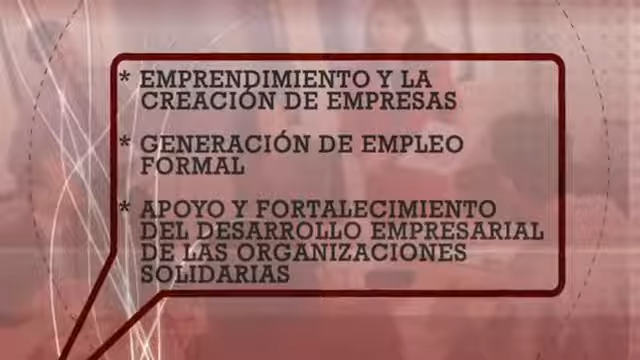 * EMPRENDIMIENTO Y LA
CREACIÓN DE EMPRESAS
* GENERACIÓN DE EMPLEO
FORMAL
* APOYO Y FORTALECIMIENTO
DEL DESARROLLO EMPRESARIAL
DE LAS ORGANIZACIONES
SOLIDARIAS